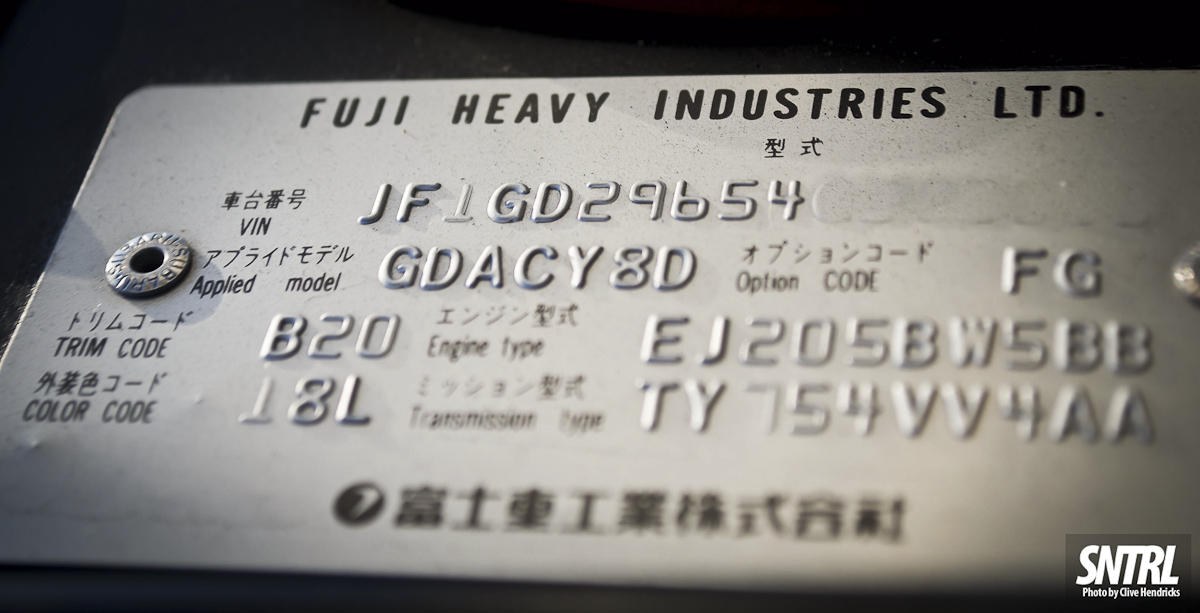 FUJI HEAVY INDUSTRIES LTD.
型式
車台番号
VIN
JF1GD29654
アプライドモデル
Applied model
GDACY8D
オプションコード
Option CODE
FG
トリムコード
TRIM CODE
B20
エンジン型式
Engine type
EJ205BW5BB
外装色コード
COLOR CODE
18L
ミッション型式
Transmission type
TY754VV4AA
富士重工業株式会社
SUBARU
SNTRL
Photo by Clive Hendricks